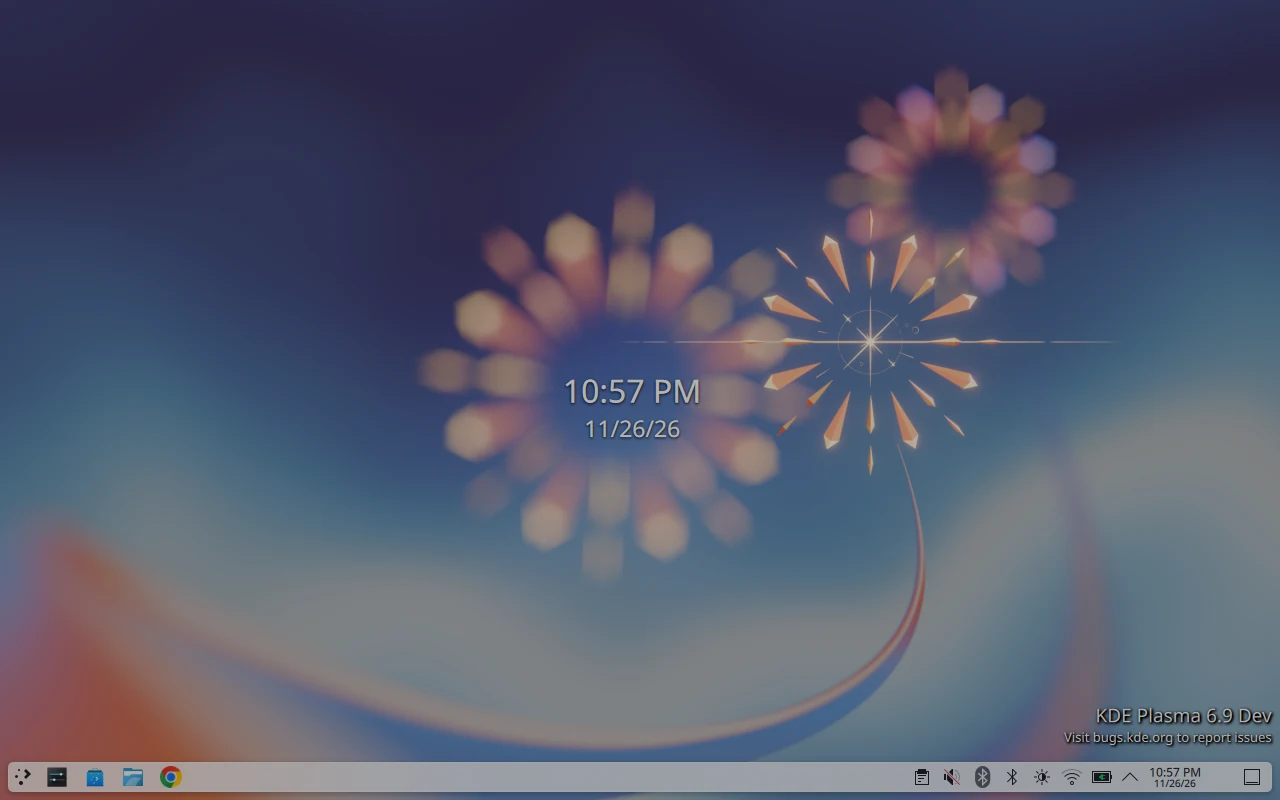 10:57 PM
11/26/26
KDE Plasma 6.9 Dev
Visit bugs.kde.org to report issues
10:57 PM
11/26/26